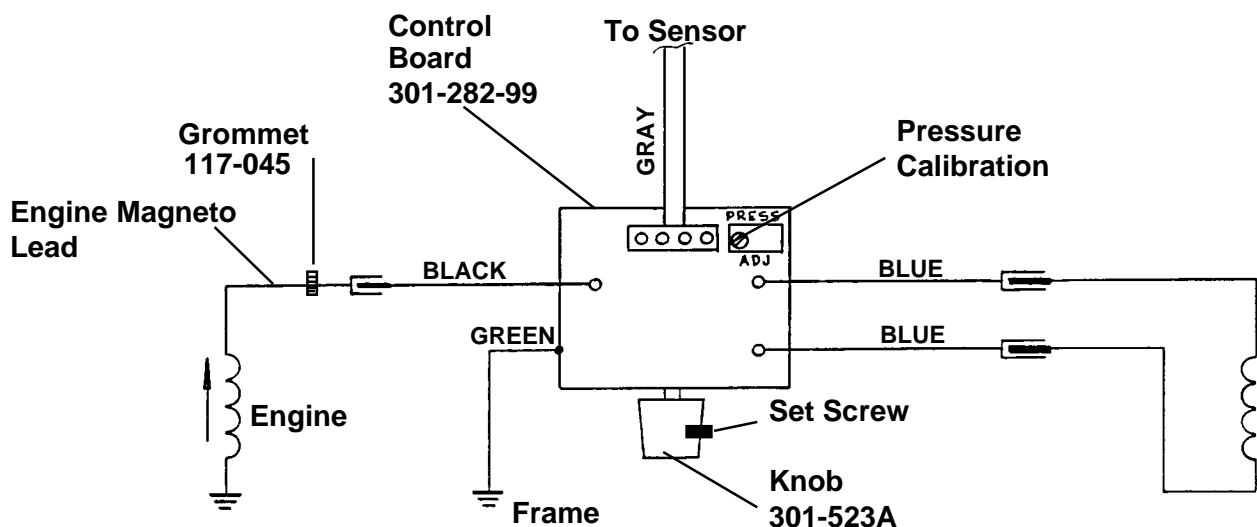 Control
Board
301-282-99
To Sensor
GRAY
Grommet
117-045
Pressure
Calibration
Engine Magneto
Lead
PRESS
ADJ
BLACK
BLUE
GREEN
BLUE
Engine
Set Screw
Knob
301-523A
Frame